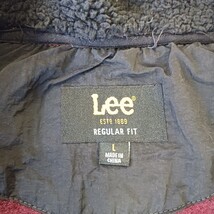 Lee
ESTD 1889
REGULAR FIT
L
MADE IN
CHINA